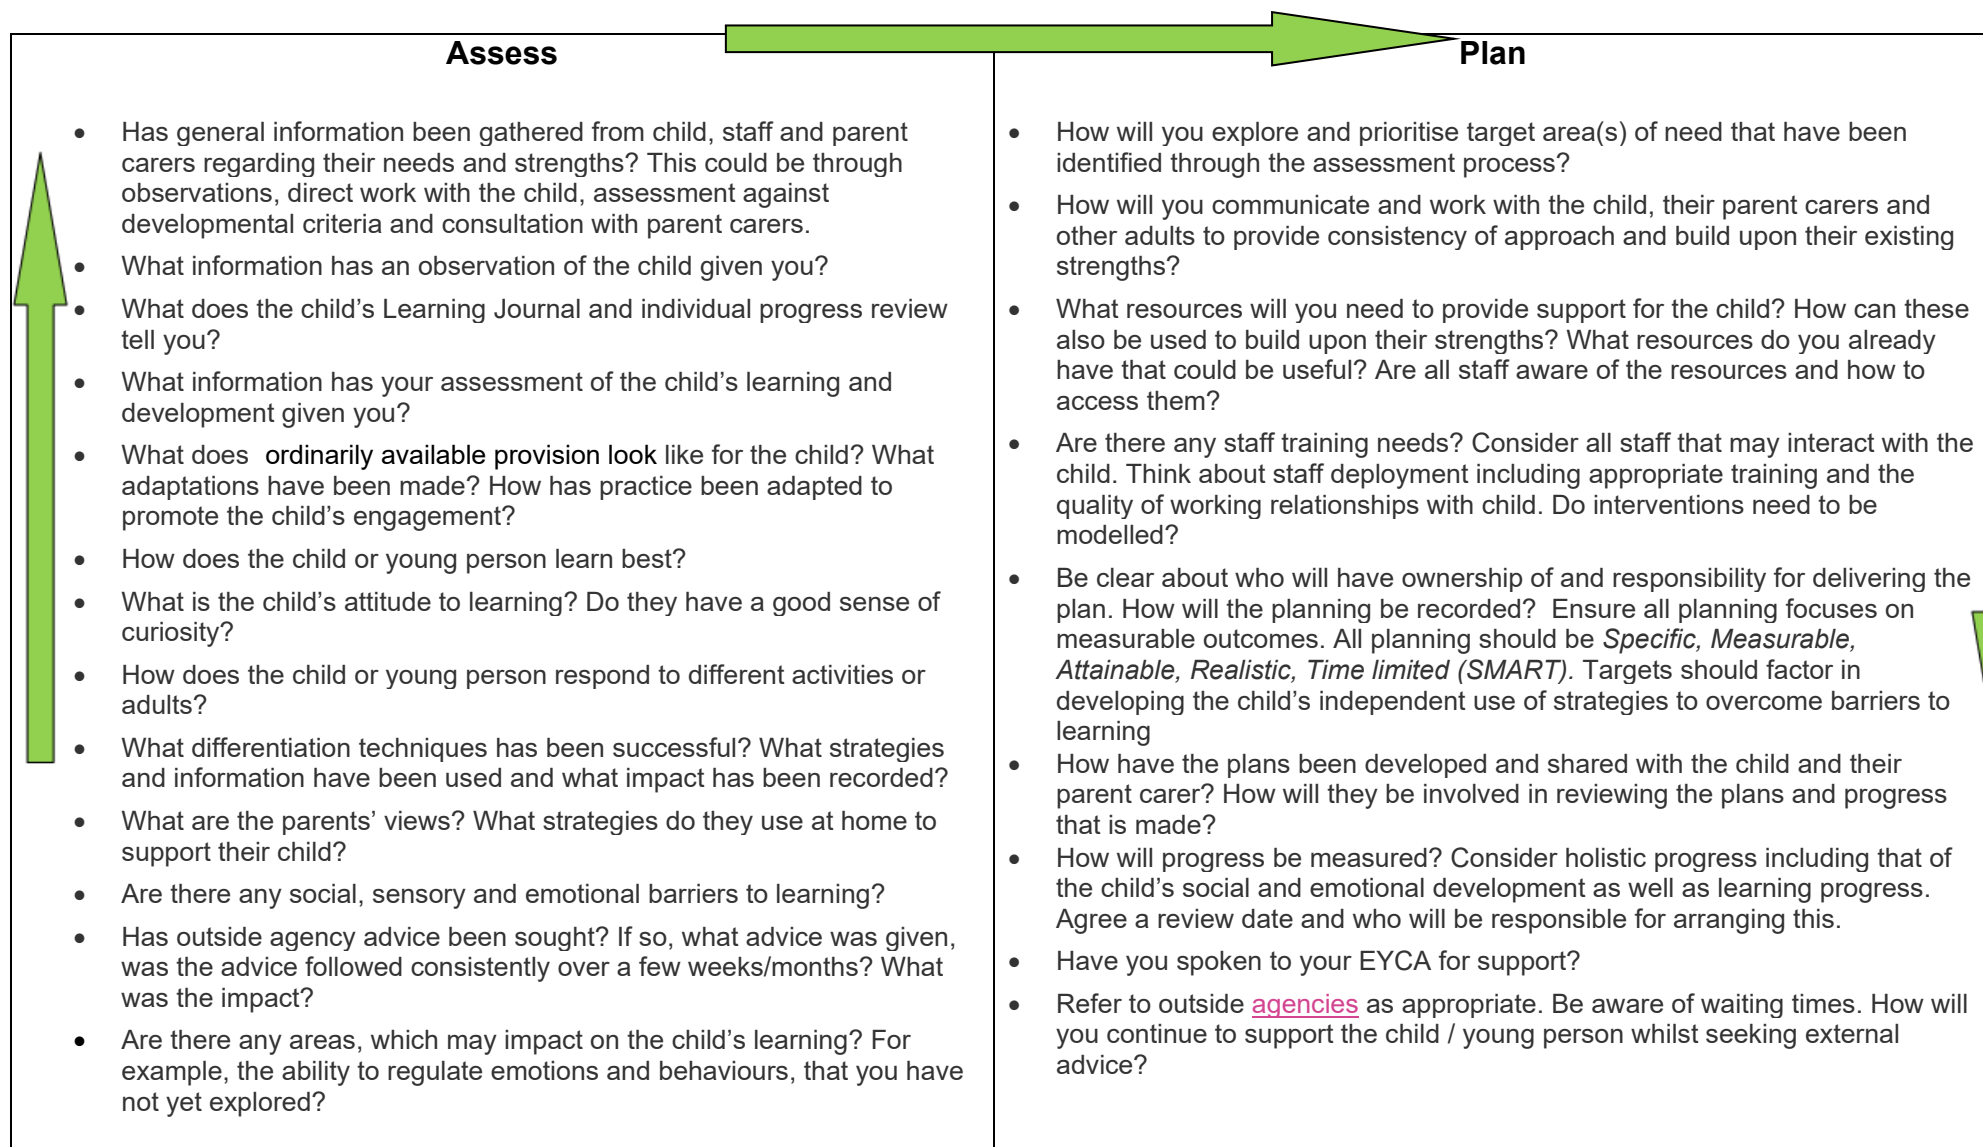 Assess
• Has general information been gathered from child, staff and parent
carers regarding their needs and strengths? This could be through
observations, direct work with the child, assessment against
developmental criteria and consultation with parent carers.
• What information has an observation of the child given you?
• What does the child's Learning Journal and individual progress review
tell you?
• What information has your assessment of the child's learning and
development given you?
• What does ordinarily available provision look like for the child? What
adaptations have been made? How has practice been adapted to
promote the child's engagement?
• How does the child or young person learn best?
• What is the child's attitude to learning? Do they have a good sense of
curiosity?
• How does the child or young person respond to different activities or
adults?
• What differentiation techniques has been successful? What strategies
and information have been used and what impact has been recorded?
• What are the parents' views? What strategies do they use at home to
support their child?
• Are there any social, sensory and emotional barriers to learning?
• Has outside agency advice been sought? If so, what advice was given,
was the advice followed consistently over a few weeks/months? What
was the impact?
• Are there any areas, which may impact on the child's learning? For
example, the ability to regulate emotions and behaviours, that you have
not yet explored?
Plan
• How will you explore and prioritise target area(s) of need that have been
identified through the assessment process?
• How will you communicate and work with the child, their parent carers and
other adults to provide consistency of approach and build upon their existing
strengths?
• What resources will you need to provide support for the child? How can these
also be used to build upon their strengths? What resources do you already
have that could be useful? Are all staff aware of the resources and how to
access them?
• Are there any staff training needs? Consider all staff that may interact with the
child. Think about staff deployment including appropriate training and the
quality of working relationships with child. Do interventions need to be
modelled?
• Be clear about who will have ownership of and responsibility for delivering the
plan. How will the planning be recorded? Ensure all planning focuses on
measurable outcomes. All planning should be Specific, Measurable,
Attainable, Realistic, Time limited (SMART). Targets should factor in
developing the child's independent use of strategies to overcome barriers to
learning
• How have the plans been developed and shared with the child and their
parent carer? How will they be involved in reviewing the plans and progress
that is made?
• How will progress be measured? Consider holistic progress including that of
the child's social and emotional development as well as learning progress.
Agree a review date and who will be responsible for arranging this.
• Have you spoken to your EYCA for support?
• Refer to outside agencies as appropriate. Be aware of waiting times. How will
you continue to support the child / young person whilst seeking external
advice?